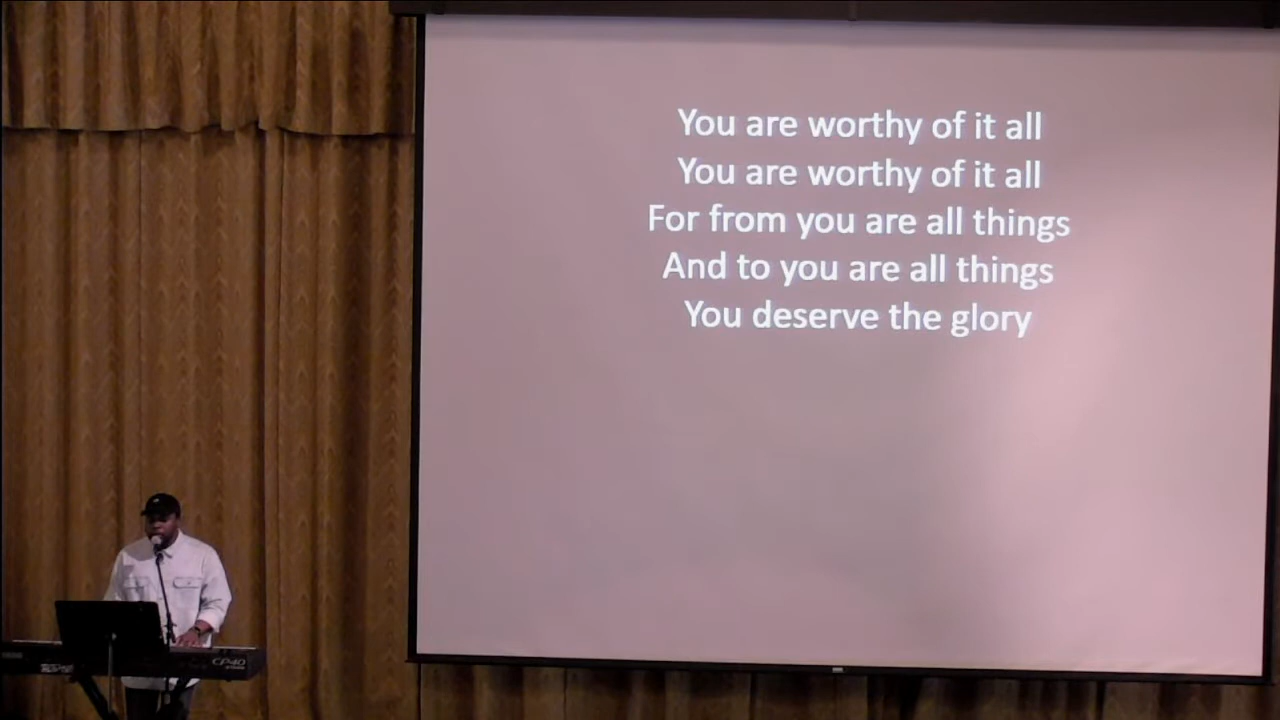 You are worthy of it all
You are worthy of it all
For from you are all things
And to you are all things
You deserve the glory
CP40